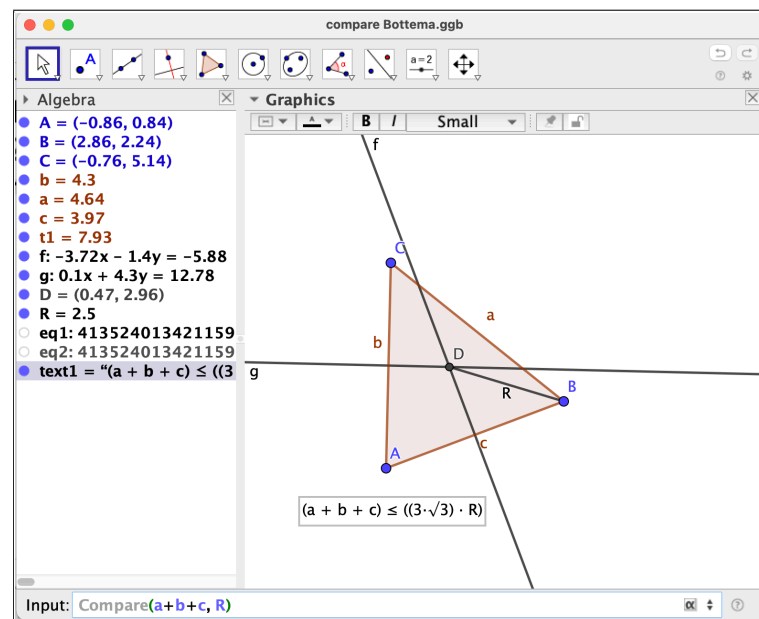 compare Bottema.ggb
A
α
a=2
Algebra
Graphics
A
B
I
Small
A = (−0.86, 0.84)
B = (2.86, 2.24)
C = (−0.76, 5.14)
b = 4.3
a = 4.64
c = 3.97
t1 = 7.93
f: −3.72x − 1.4y = −5.88
g: 0.1x + 4.3y = 12.78
D = (0.47, 2.96)
R = 2.5
eq1: 413524013421159
eq2: 413524013421159
text1 = “(a + b + c) ≤ ((3
f
C
a
b
D
g
R
B
c
A
(a + b + c) ≤ ((3·√3) · R)
Input: Compare(a+b+c, R)
α